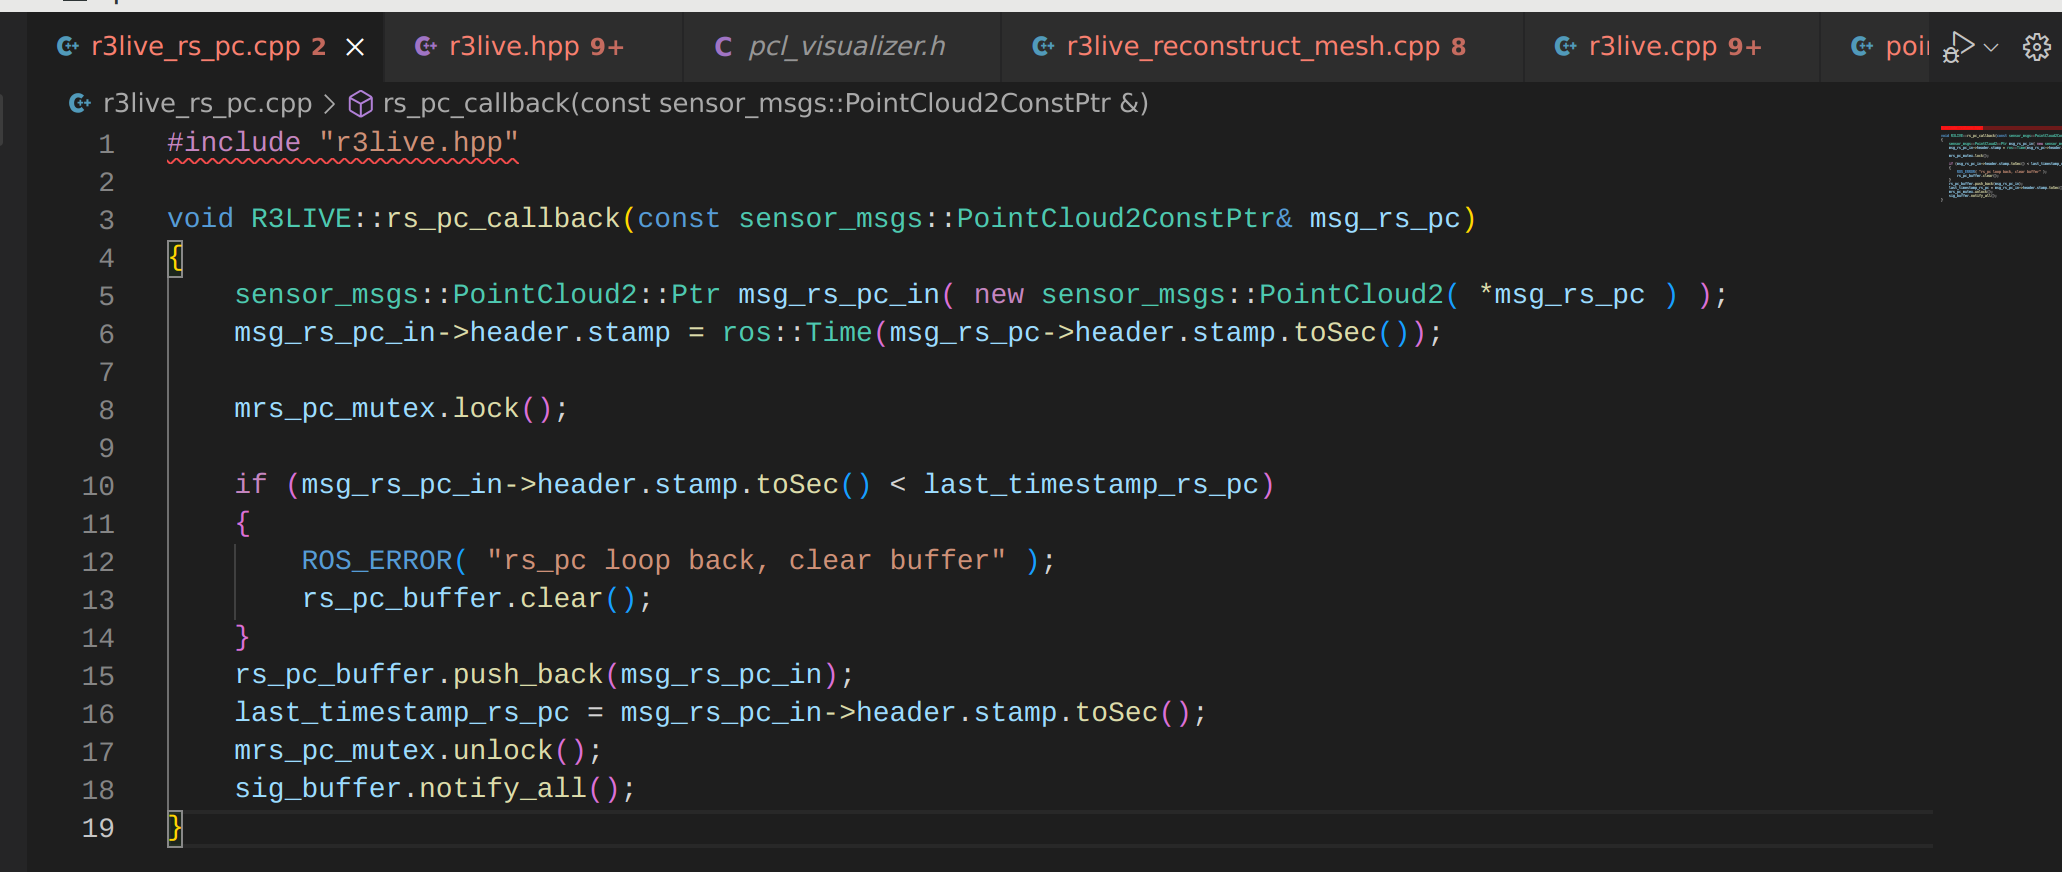 r3live_rs_pc.cpp 2 r3live.hpp 9+ pcl_visualizer.h r3live_reconstruct_mesh.cpp 8 r3live.cpp 9+
r3live_rs_pc.cpp > rs_pc_callback(const sensor_msgs::PointCloud2ConstPtr &)
1 #include "r3live.hpp"
2
3 void R3LIVE::rs_pc_callback(const sensor_msgs::PointCloud2ConstPtr& msg_rs_pc)
4 {
5 sensor_msgs::PointCloud2::Ptr msg_rs_pc_in( new sensor_msgs::PointCloud2( *msg_rs_pc ) );
6 msg_rs_pc_in->header.stamp = ros::Time(msg_rs_pc->header.stamp.toSec());
7
8 mrs_pc_mutex.lock();
9
10 if (msg_rs_pc_in->header.stamp.toSec() < last_timestamp_rs_pc)
11 {
12 ROS_ERROR( "rs_pc loop back, clear buffer" );
13 rs_pc_buffer.clear();
14 }
15 rs_pc_buffer.push_back(msg_rs_pc_in);
16 last_timestamp_rs_pc = msg_rs_pc_in->header.stamp.toSec();
17 mrs_pc_mutex.unlock();
18 sig_buffer.notify_all();
19 }